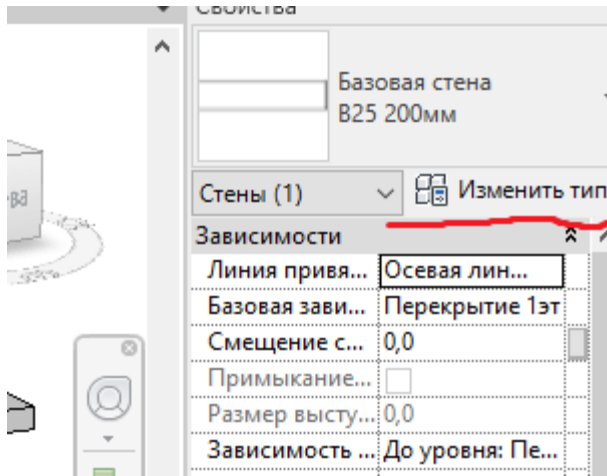 Свойства
Базовая стена
В25 200мм
Стены (1)
Изменить тип
Зависимости
Линия привя... Осевая лин...
Базовая зави... Перекрытие 1эт
Смещение с... 0,0
Примыкание...
Размер высту... 0,0
Зависимость ... До уровня: Пе...